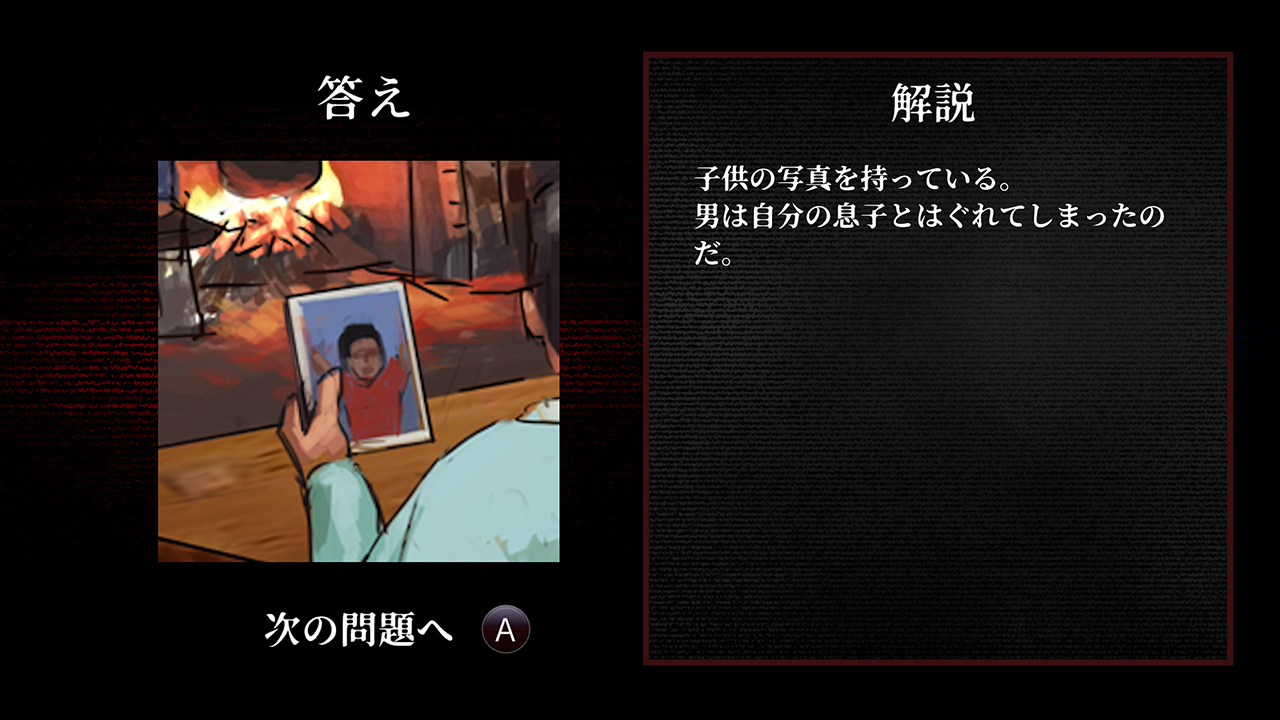 答え
次の問題へ A
解説
子供の写真を持っている。
男は自分の息子とはぐれてしまったの
だ。